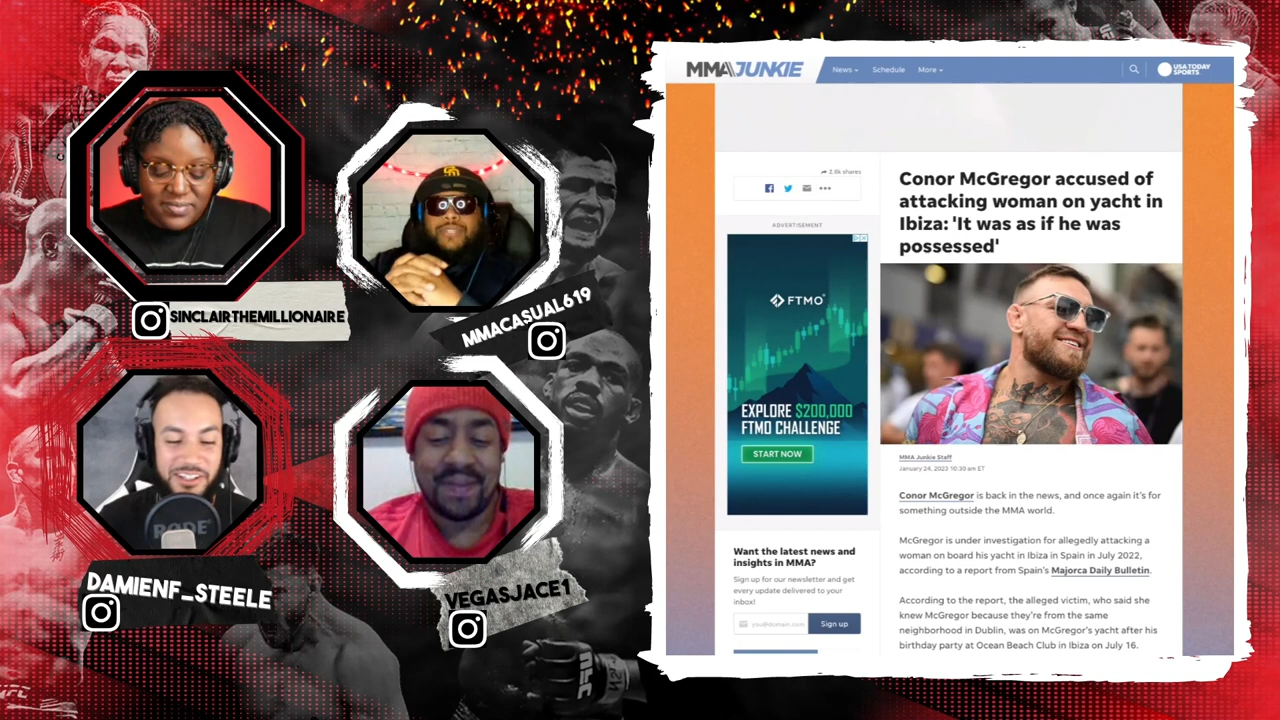 SINCLAIRTHEMILLIONAIRE
MMACASUAL619
DAMIENF_STEELE
VEGASJACE1
MMA JUNKIE
News
Schedule
More
USA TODAY
SPORTS
2.6k shares
ADVERTISEMENT
FTMO
EXPLORE $200,000
FTMO CHALLENGE
START NOW
Want the latest news and
insights in MMA?
Sign up for our newsletter and get
every update delivered to your
inbox!
you@domain.com
Sign up
Conor McGregor accused of
attacking woman on yacht in
Ibiza: 'It was as if he was
possessed'
MMA Junkie Staff
January 24, 2023 10:30 am ET
Conor McGregor is back in the news, and once again it's for
something outside the MMA world.
McGregor is under investigation for allegedly attacking a
woman on board his yacht in Ibiza in Spain in July 2022,
according to a report from Spain's Majorca Daily Bulletin.
According to the report, the alleged victim, who said she
knew McGregor because they're from the same
neighborhood in Dublin, was on McGregor's yacht after his
birthday party at Ocean Beach Club in Ibiza on July 16.
RØDE
UFC